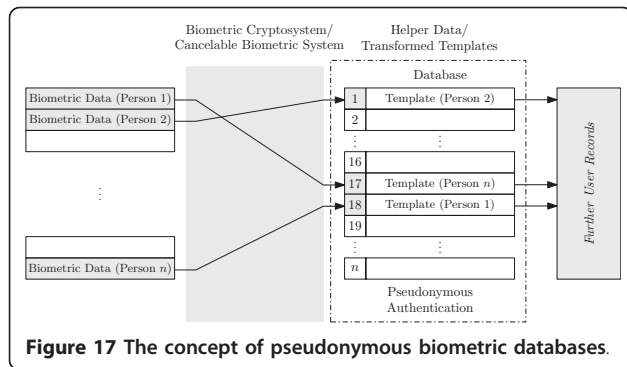 Biometric Cryptosystem/
Cancelable Biometric System
Helper Data/
Transformed Templates
Database
Biometric Data (Person 1)
Biometric Data (Person 2)
⋮
Biometric Data (Person n)
1 Template (Person 2)
2
⋮ ⋮
16
17 Template (Person n)
18 Template (Person 1)
19
⋮ ⋮
n
Pseudonymous
Authentication
Further User Records
Figure 17 The concept of pseudonymous biometric databases.